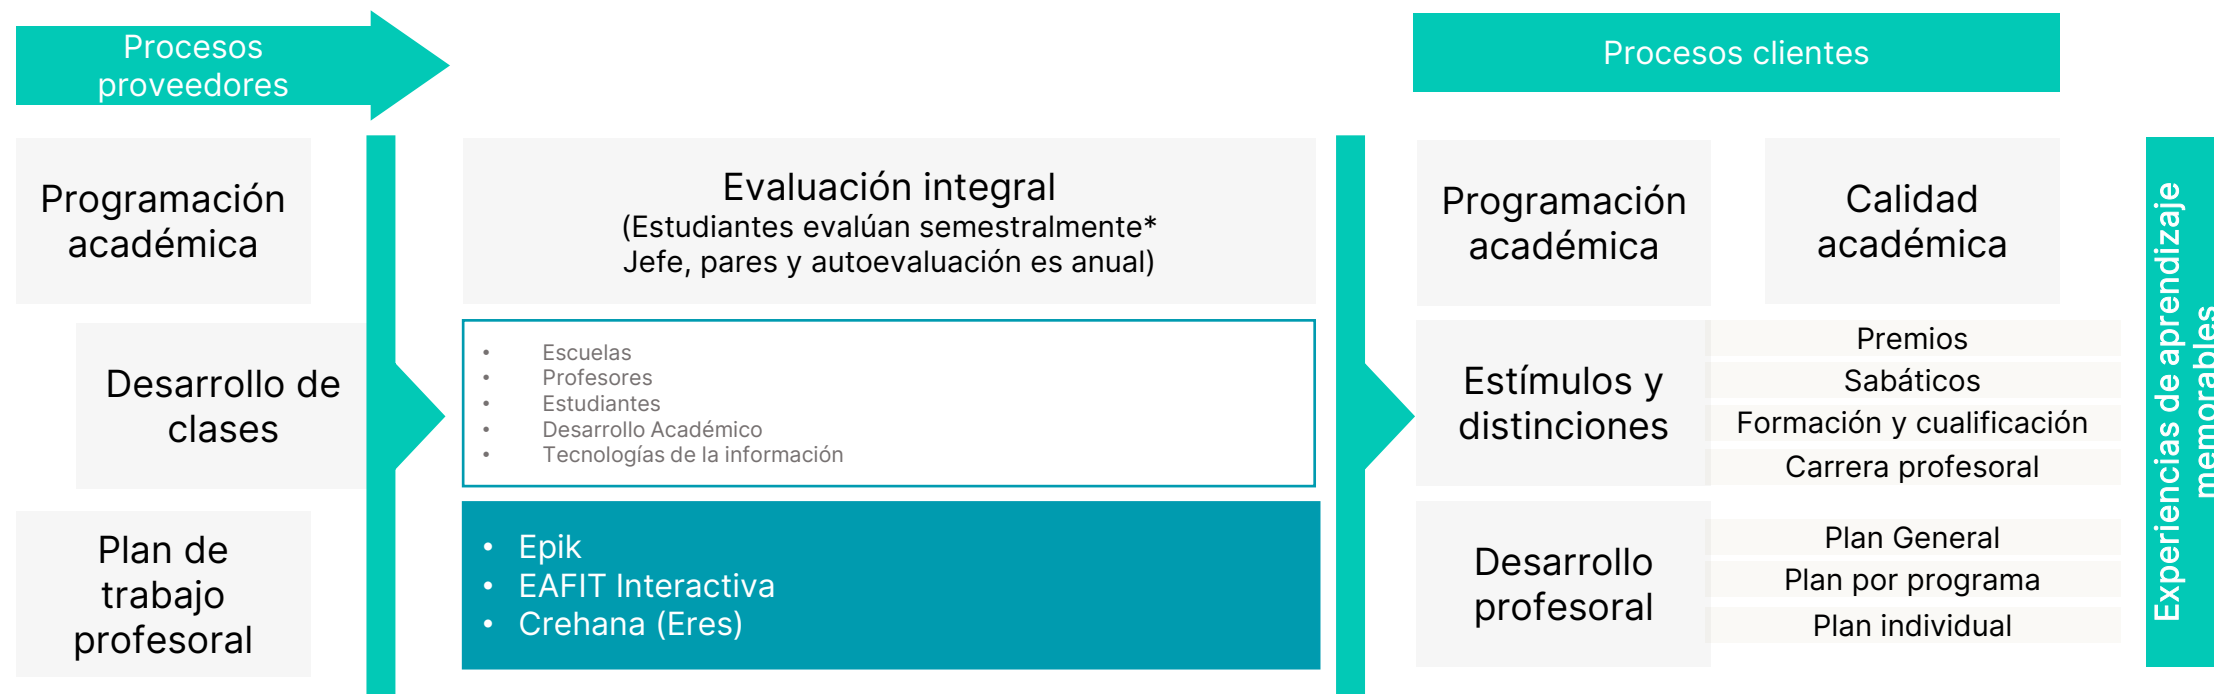 Procesos
proveedores
Procesos clientes
Programación
académica
Desarrollo de
clases
Plan de
trabajo
profesoral
Evaluación integral
(Estudiantes evalúan semestralmente*
Jefe, pares y autoevaluación es anual)
• Escuelas
• Profesores
• Estudiantes
• Desarrollo Académico
• Tecnologías de la información
• Epik
• EAFIT Interactiva
• Crehana (Eres)
Programación
académica
Calidad
académica
Estímulos y
distinciones
Premios
Sabáticos
Formación y cualificación
Carrera profesoral
Desarrollo
profesoral
Plan General
Plan por programa
Plan individual
Experiencias de aprendizaje
memorables